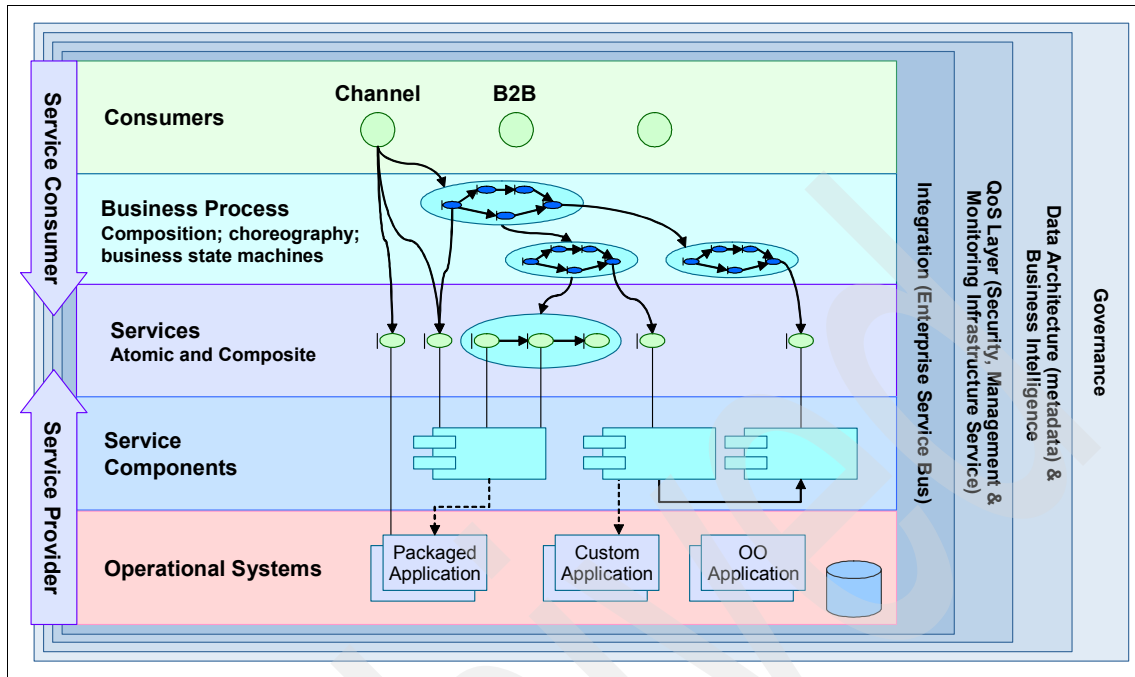 Channel
B2B
Consumers
Business Process
Composition; choreography;
business state machines
Services
Atomic and Composite
Service
Components
Operational Systems
Packaged
Application
Custom
Application
OO
Application
Service Consumer
Service Provider
Integration (Enterprise Service Bus)
QoS Layer (Security, Management &
Monitoring Infrastructure Service)
Data Architecture (metadata) &
Business Intelligence
Governance